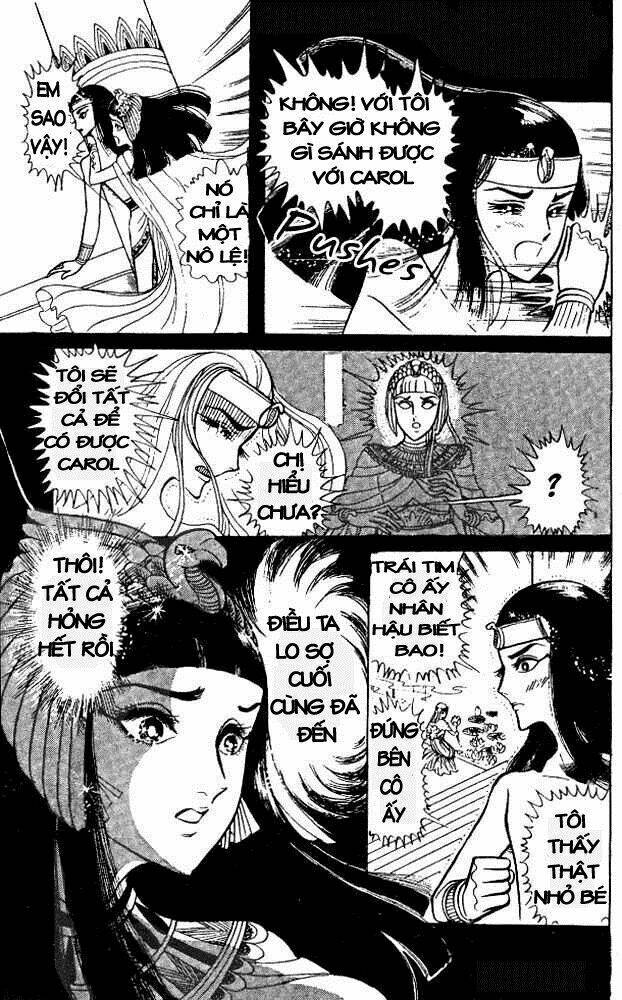 EM
SAO
VẬY!
NÓ
CHỈ LÀ
MỘT
NÔ LỆ!
KHÔNG! VỚI TÔI
BÂY GIỜ KHÔNG
GÌ SÁNH ĐƯỢC
VỚI CAROL
Pushes
TÔI SẼ
ĐỔI TẤT
CẢ ĐỂ
CÓ ĐƯỢC
CAROL
CHỊ
HIỂU
CHƯA?
?
THÔI!
TẤT CẢ
HỎNG
HẾT RỒI
ĐIỀU TA
LO SỢ
CUỐI
CÙNG ĐÃ
ĐẾN
TRÁI TIM
CÔ ẤY
NHÂN
HẬU BIẾT
BAO!
ĐỨNG
BÊN
CÔ
ẤY
TÔI
THẤY
THẬT
NHỎ BÉ